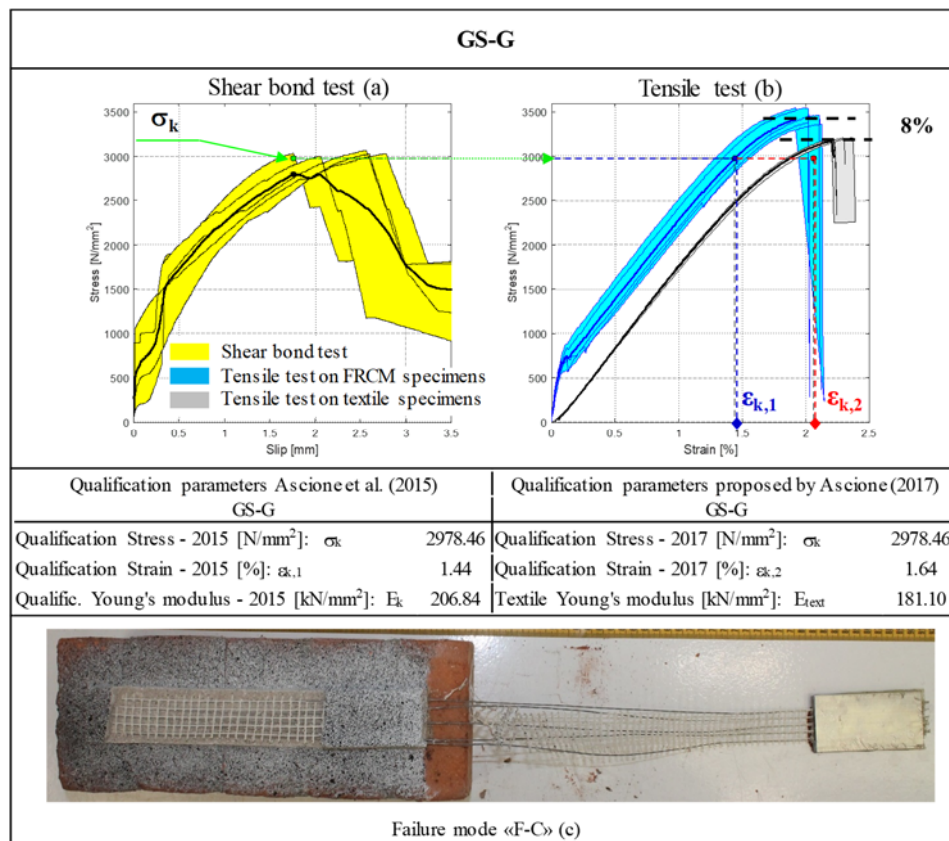 GS-G
Shear bond test (a)
σk
3500
3000
2500
2000
1500
1000
500
0
Stress [N/mm²]
0 0.5 1 1.5 2 2.5 3 3.5
Slip [mm]
Shear bond test
Tensile test on FRCM specimens
Tensile test on textile specimens
Tensile test (b)
8%
3500
3000
2500
2000
1500
1000
500
0
Stress [N/mm²]
εk,1
εk,2
0 0.5 1 1.5 2 2.5
Strain [%]
Qualification parameters Ascione et al. (2015)
GS-G
Qualification Stress - 2015 [N/mm²]: σk 2978.46
Qualification Strain - 2015 [%]: εk,1 1.44
Qualific. Young's modulus - 2015 [kN/mm²]: Ek 206.84
Qualification parameters proposed by Ascione (2017)
GS-G
Qualification Stress - 2017 [N/mm²]: σk 2978.46
Qualification Strain - 2017 [%]: εk,2 1.64
Textile Young's modulus [kN/mm²]: Etext 181.10
Failure mode «F-C» (c)